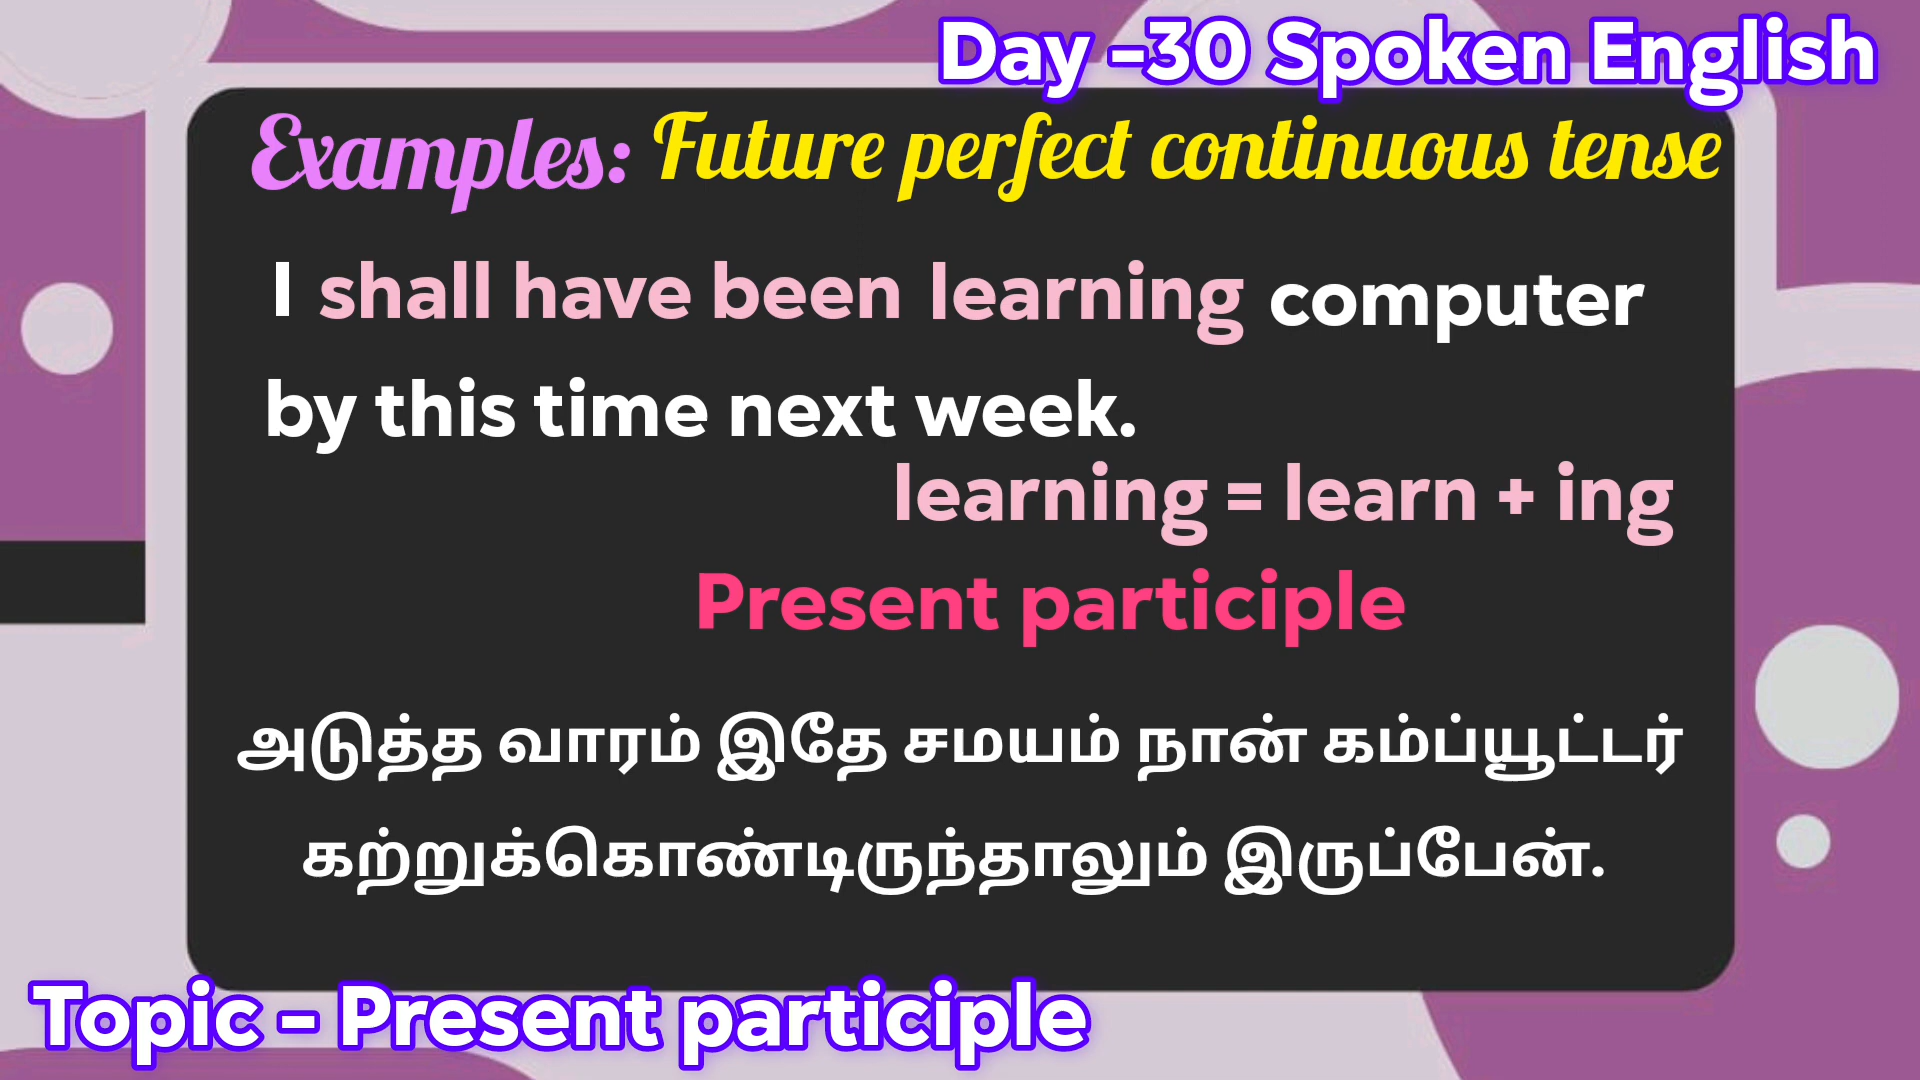 Day -30 Spoken English
Examples: Future perfect continuous tense
I shall have been learning computer
by this time next week.
learning = learn + ing
Present participle
அடுத்த வாரம் இதே சமயம் நான் கம்ப்யூட்டர்
கற்றுக்கொண்டிருந்தாலும் இருப்பேன்.
Topic - Present participle